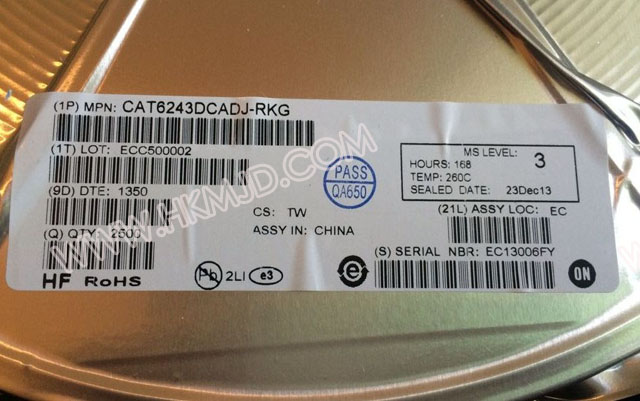 (1P) MPN: CAT6243DCADJ-RKG
(1T) LOT: ECC500002
(9D) DTE: 1350
(Q) QTY: 2500
HF RoHS
Pb 2LI e3
PASS
QA650
CS: TW
ASSY IN: CHINA
MS LEVEL: 3
HOURS: 168
TEMP: 260C
SEALED DATE: 23Dec13
(21L) ASSY LOC: EC
(S) SERIAL NBR: EC13006FY
e
ON
WWW.HKMJD.COM